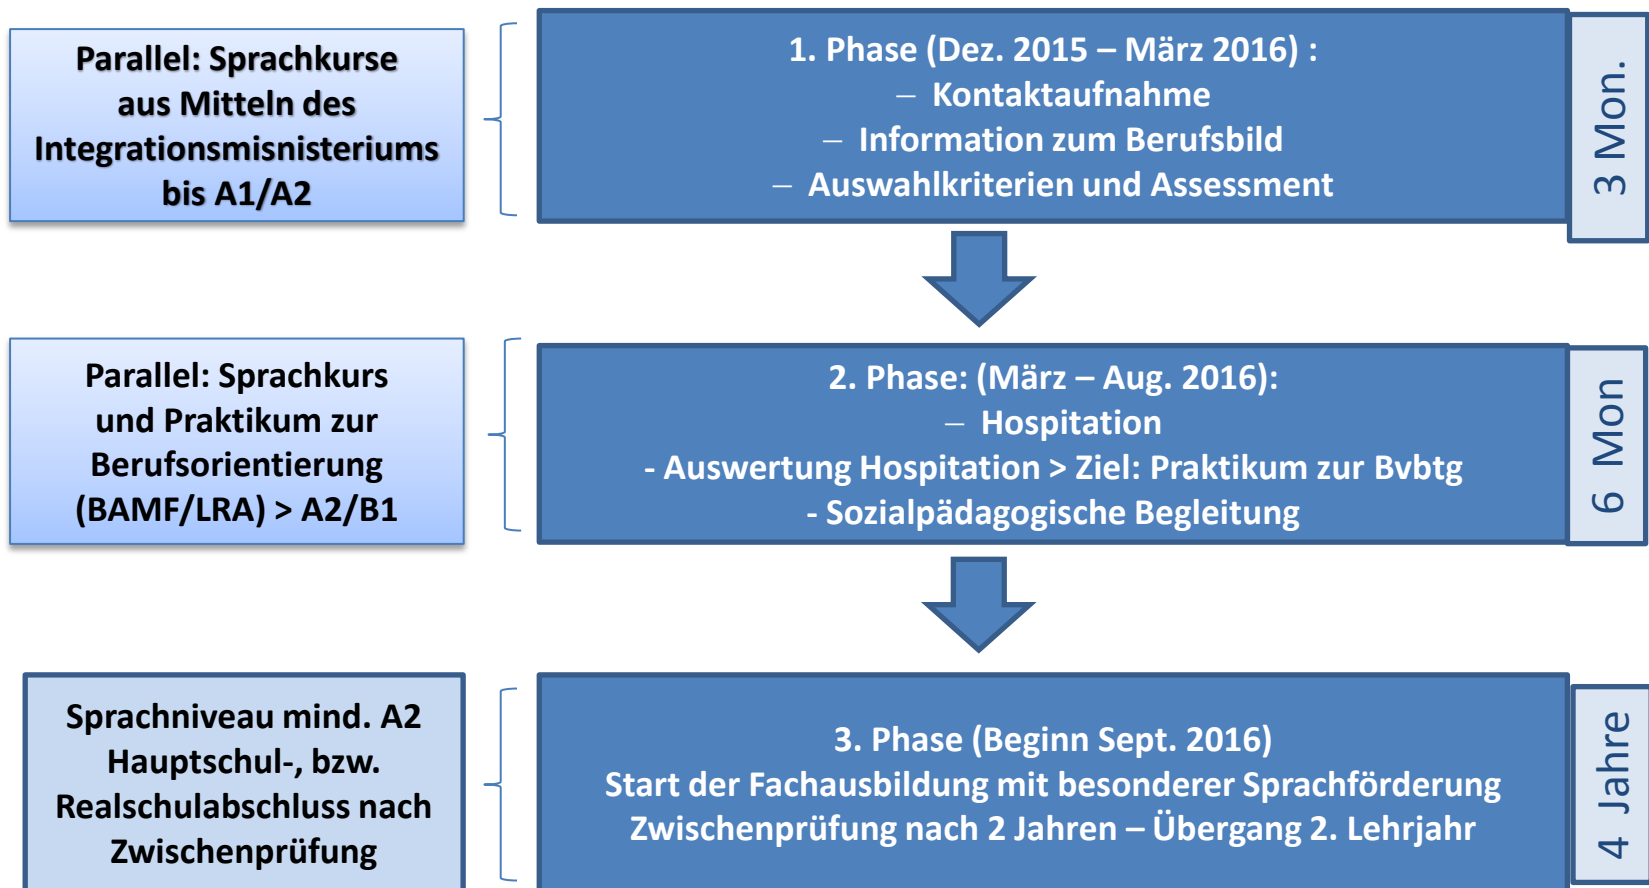 Parallel: Sprachkurse
aus Mitteln des
Integrationsmisnisteriums
bis A1/A2
1. Phase (Dez. 2015 – März 2016) :
– Kontaktaufnahme
– Information zum Berufsbild
– Auswahlkriterien und Assessment
3 Mon.
Parallel: Sprachkurs
und Praktikum zur
Berufsorientierung
(BAMF/LRA) > A2/B1
2. Phase: (März – Aug. 2016):
– Hospitation
- Auswertung Hospitation > Ziel: Praktikum zur Bvbtg
- Sozialpädagogische Begleitung
6 Mon
Sprachniveau mind. A2
Hauptschul-, bzw.
Realschulabschluss nach
Zwischenprüfung
3. Phase (Beginn Sept. 2016)
Start der Fachausbildung mit besonderer Sprachförderung
Zwischenprüfung nach 2 Jahren – Übergang 2. Lehrjahr
4 Jahre